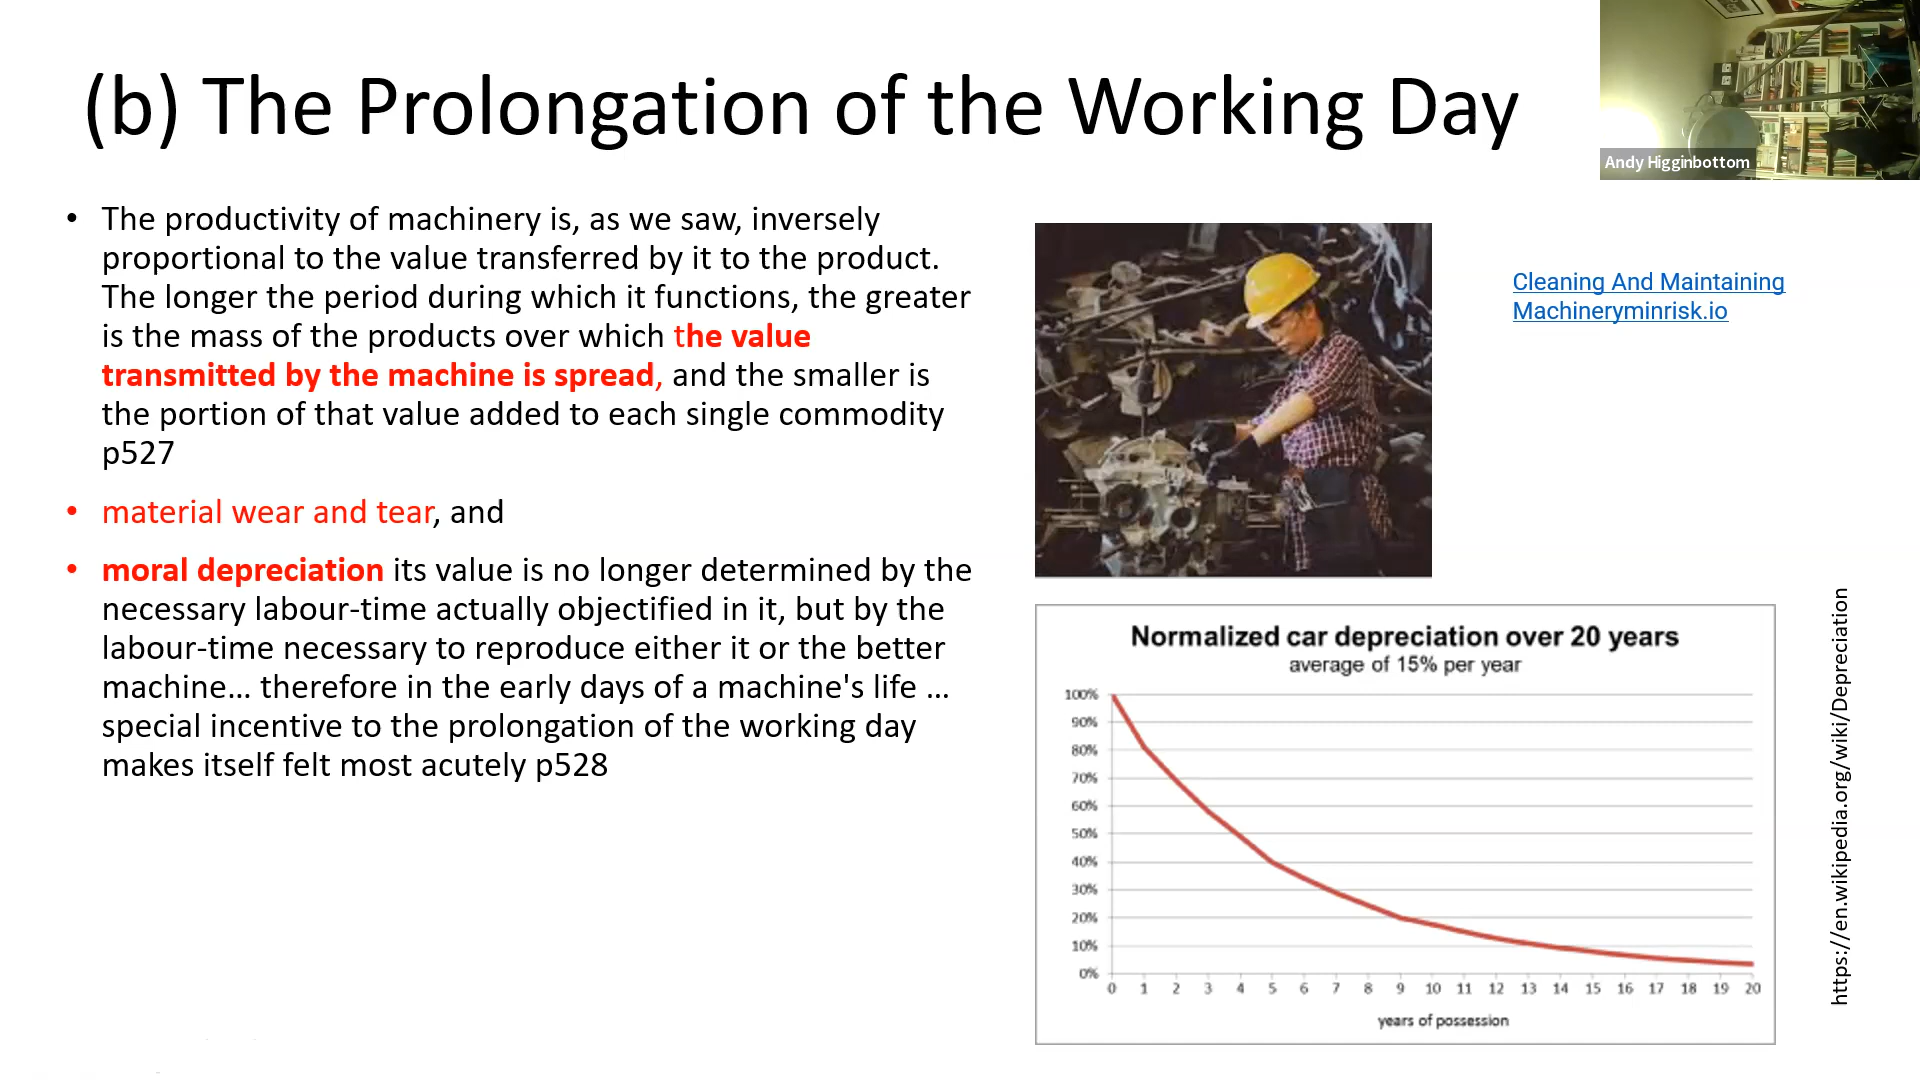 (b) The Prolongation of the Working Day
Andy Higginbottom
• The productivity of machinery is, as we saw, inversely
proportional to the value transferred by it to the product.
The longer the period during which it functions, the greater
is the mass of the products over which the value
transmitted by the machine is spread, and the smaller is
the portion of that value added to each single commodity
p527
• material wear and tear, and
• moral depreciation its value is no longer determined by the
necessary labour-time actually objectified in it, but by the
labour-time necessary to reproduce either it or the better
machine... therefore in the early days of a machine's life ...
special incentive to the prolongation of the working day
makes itself felt most acutely p528
Cleaning And Maintaining
Machineryminrisk.io
Normalized car depreciation over 20 years
average of 15% per year
100%
90%
80%
70%
60%
50%
40%
30%
20%
10%
0%
0 1 2 3 4 5 6 7 8 9 10 11 12 13 14 15 16 17 18 19 20
years of possession
https://en.wikipedia.org/wiki/Depreciation